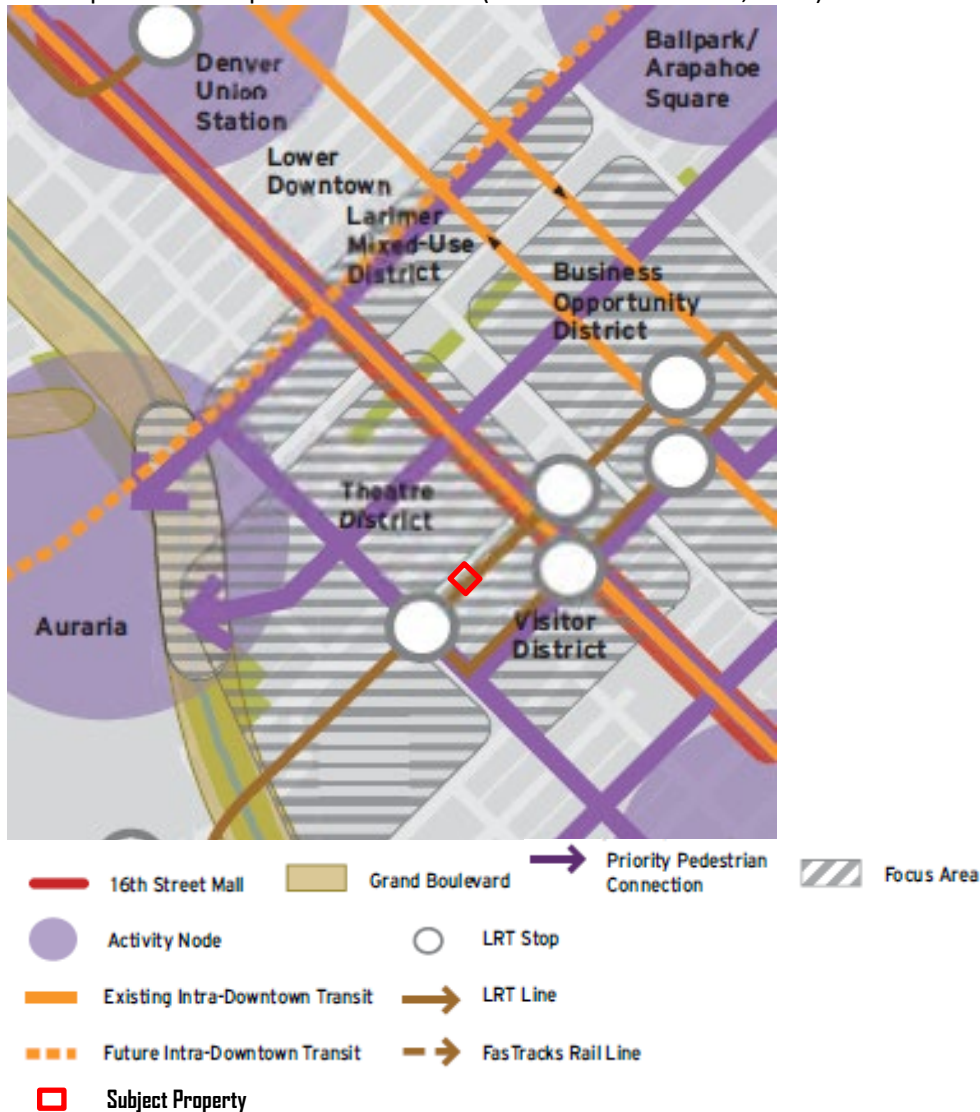 Ballpark/
Arapahoe
Square
Denver
Union
Station
Lower
Downtown
Larimer
Mixed-Use
District
Business
Opportunity
District
Theatre
District
Auraria
Visitor
District
16th Street Mall
Grand Boulevard
Priority Pedestrian
Connection
Focus Area
Activity Node
LRT Stop
Existing Intra-Downtown Transit
LRT Line
Future Intra-Downtown Transit
FasTracks Rail Line
Subject Property